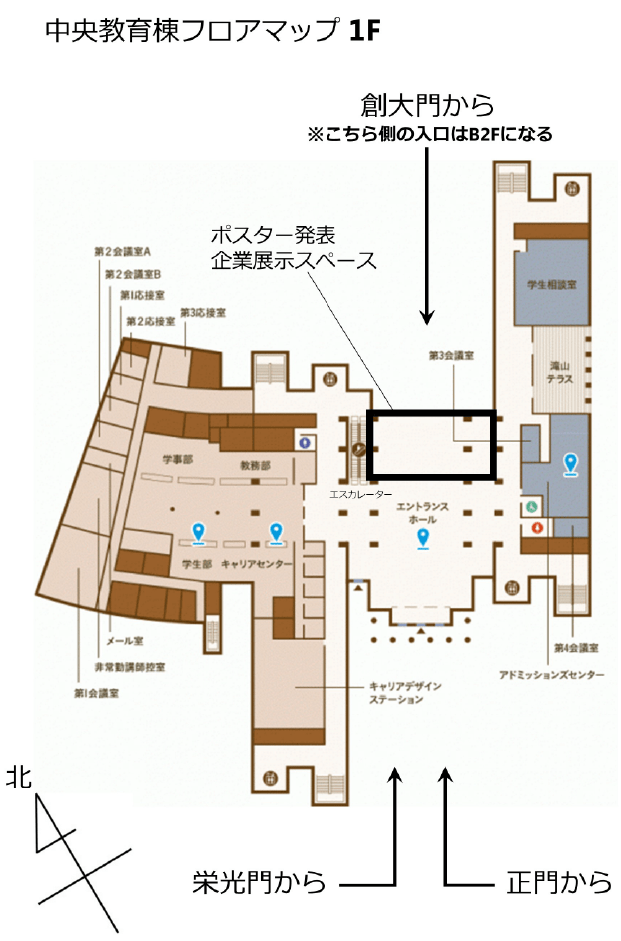 中央教育棟フロアマップ 1F
創大門から
※こちら側の入口はB2Fになる
ポスター発表
企業展示スペース
第2会議室A
第2会議室B
第1応接室
第2応接室
第3応接室
学生相談室
第3会議室
滝山
テラス
学事部
教務部
エスカレーター
エントランス
ホール
学生部
キャリアセンター
メール室
非常勤講師控室
第1会議室
キャリアデザイン
ステーション
第4会議室
アドミッションズセンター
北
栄光門から
正門から